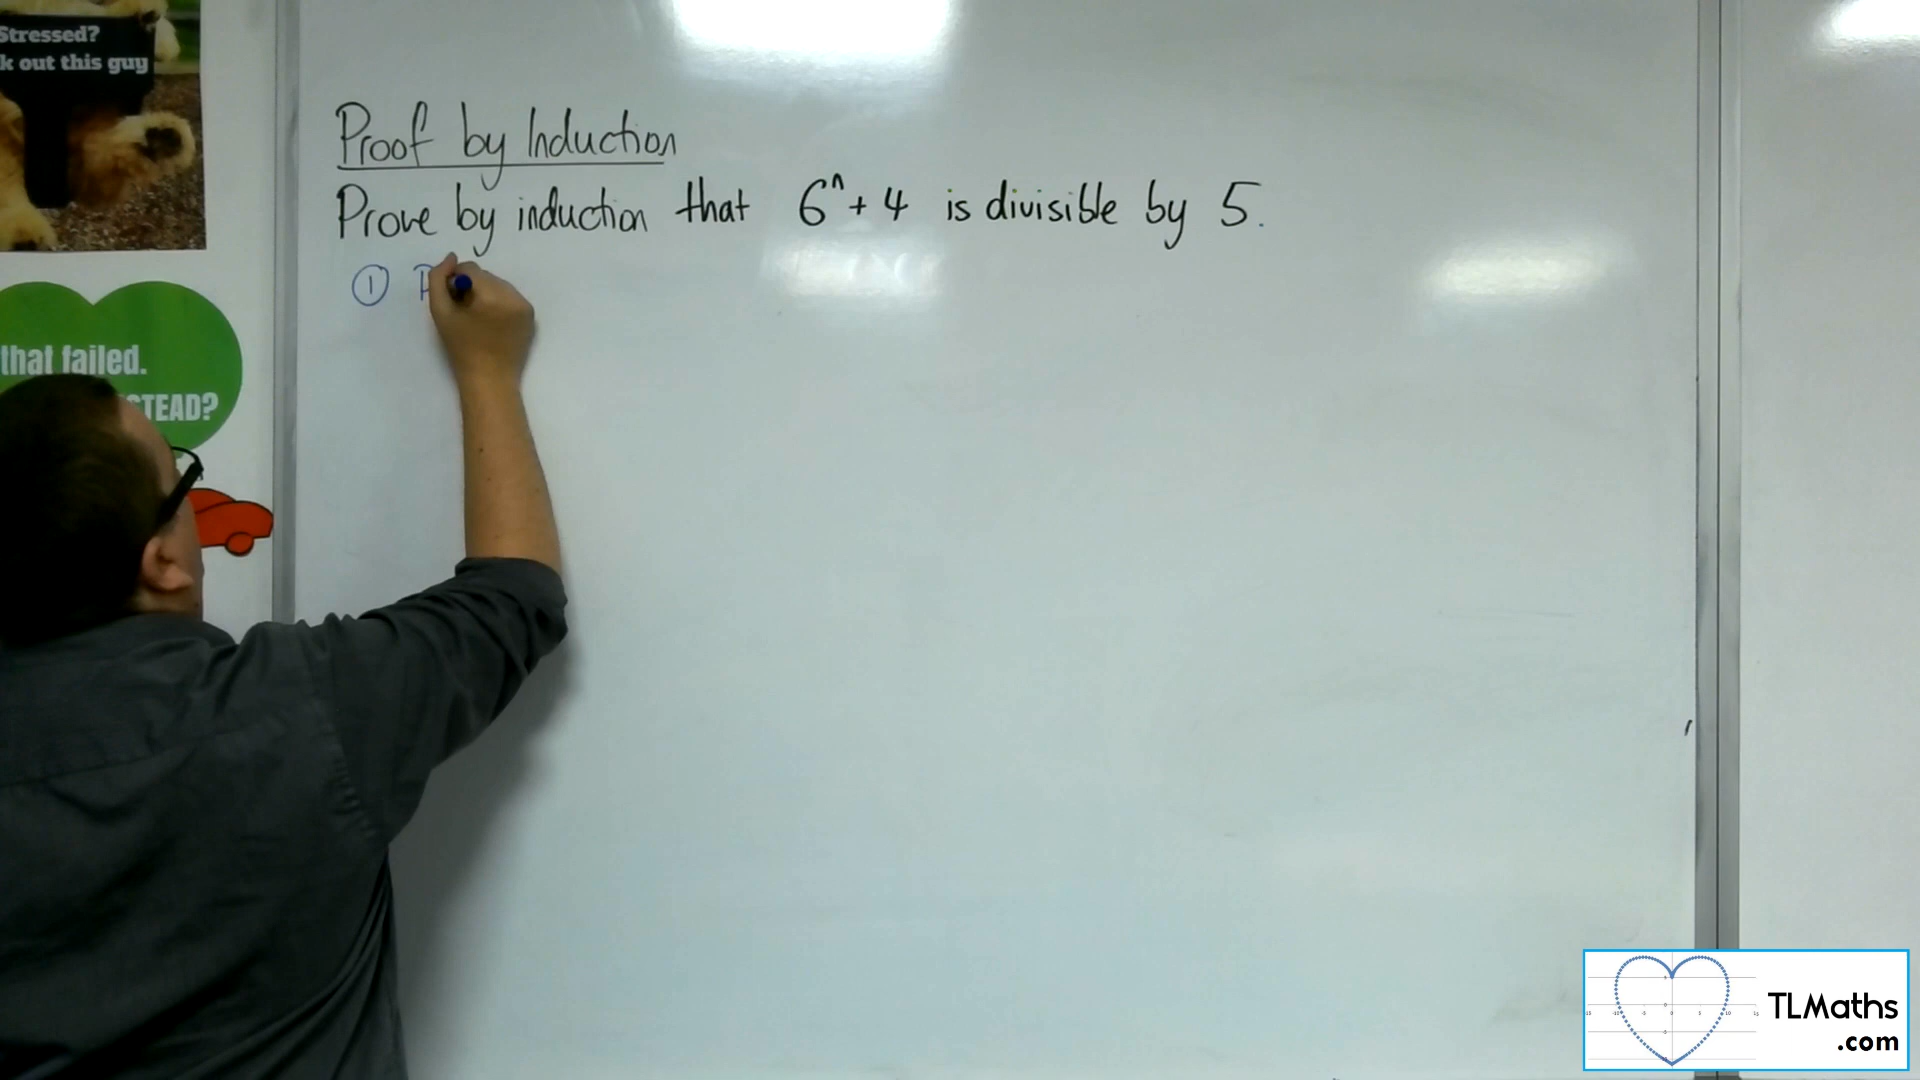 Stressed?
k out this guy
Proof by Induction
Prove by induction that 6ⁿ + 4 is divisible by 5.
①
that failed.
STEAD?
TLMaths
.com